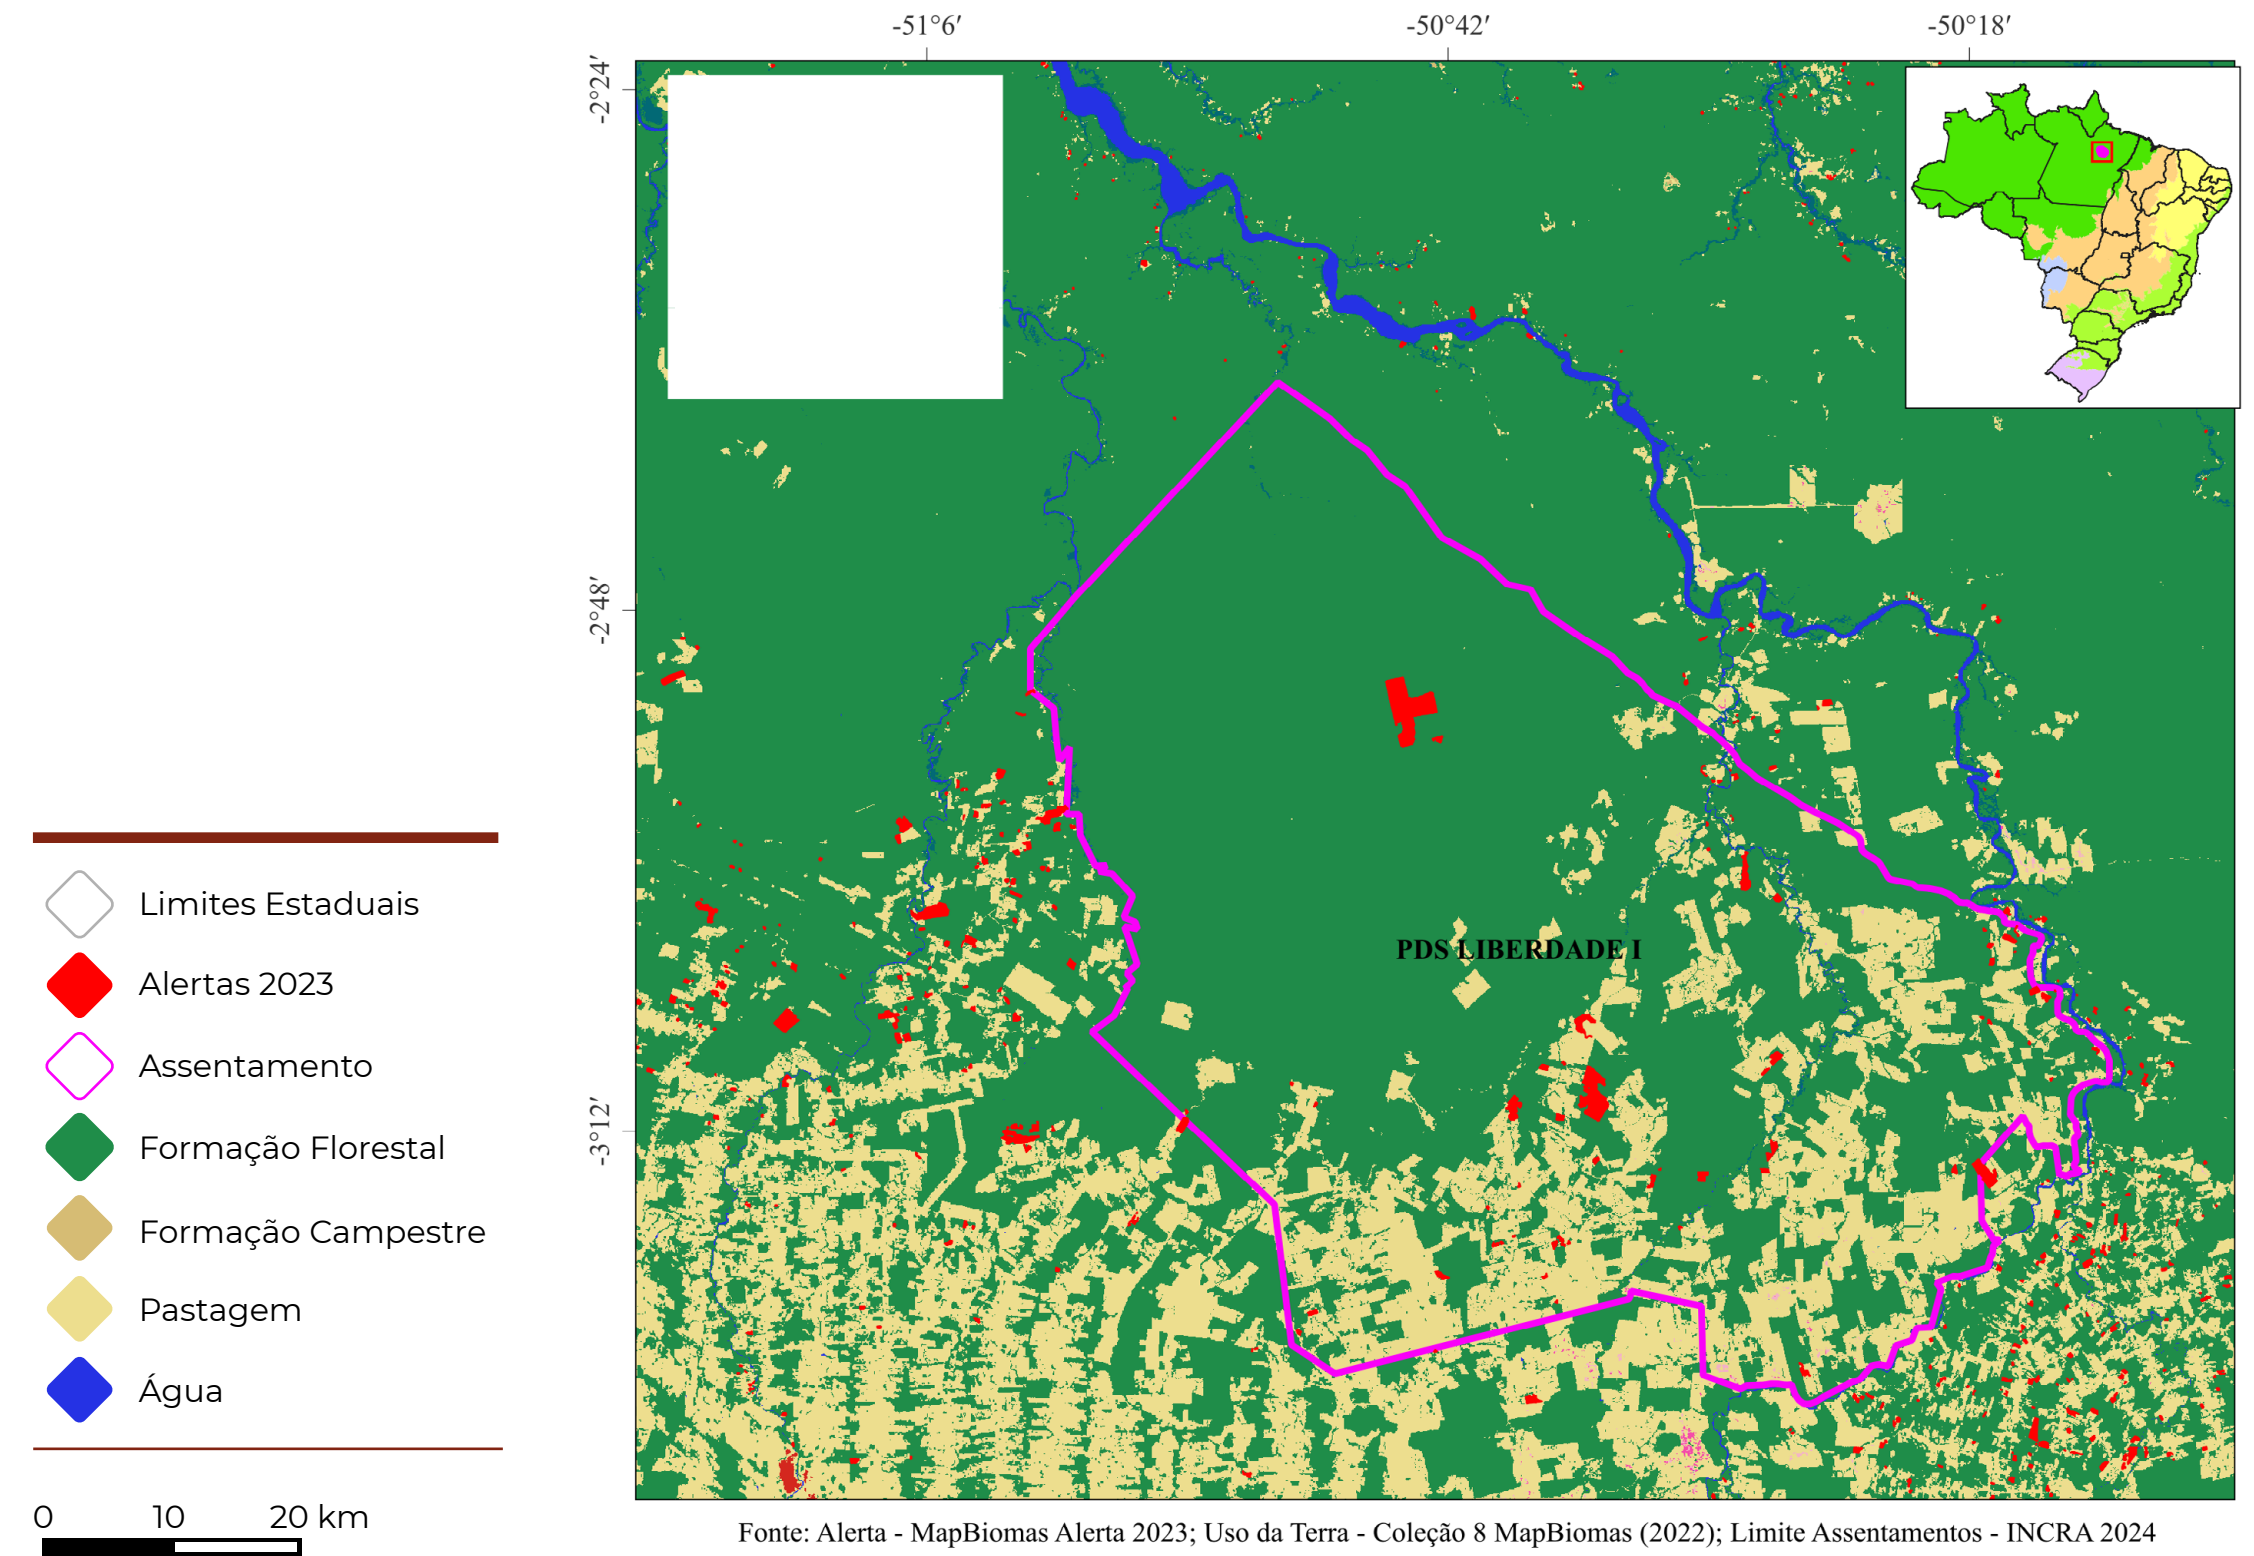 -51°6′
-50°42′
-50°18′
-2°24′
-2°48′
-3°12′
PDS LIBERDADE I
Limites Estaduais
Alertas 2023
Assentamento
Formação Florestal
Formação Campestre
Pastagem
Água
0 10 20 km
Fonte: Alerta - MapBiomas Alerta 2023; Uso da Terra - Coleção 8 MapBiomas (2022); Limite Assentamentos - INCRA 2024